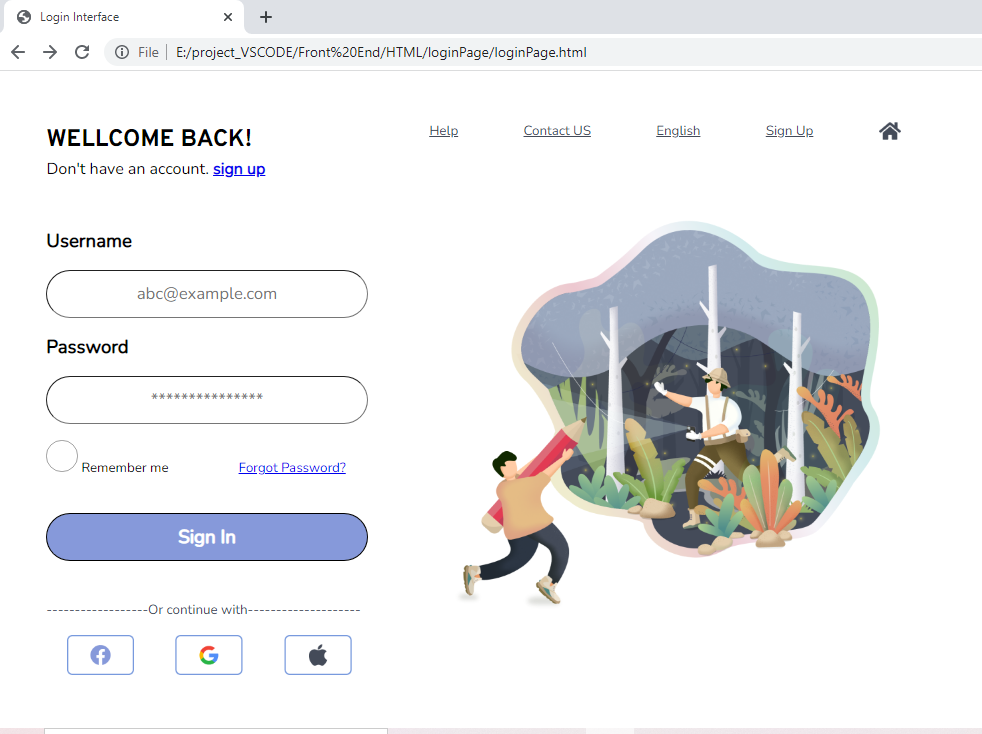 Login Interface
File E:/project_VSCODE/Front%20End/HTML/loginPage/loginPage.html
WELLCOME BACK!
Help Contact US English Sign Up
Don't have an account. sign up
Username
abc@example.com
Password
***************
Remember me Forgot Password?
Sign In
------------------Or continue with--------------------